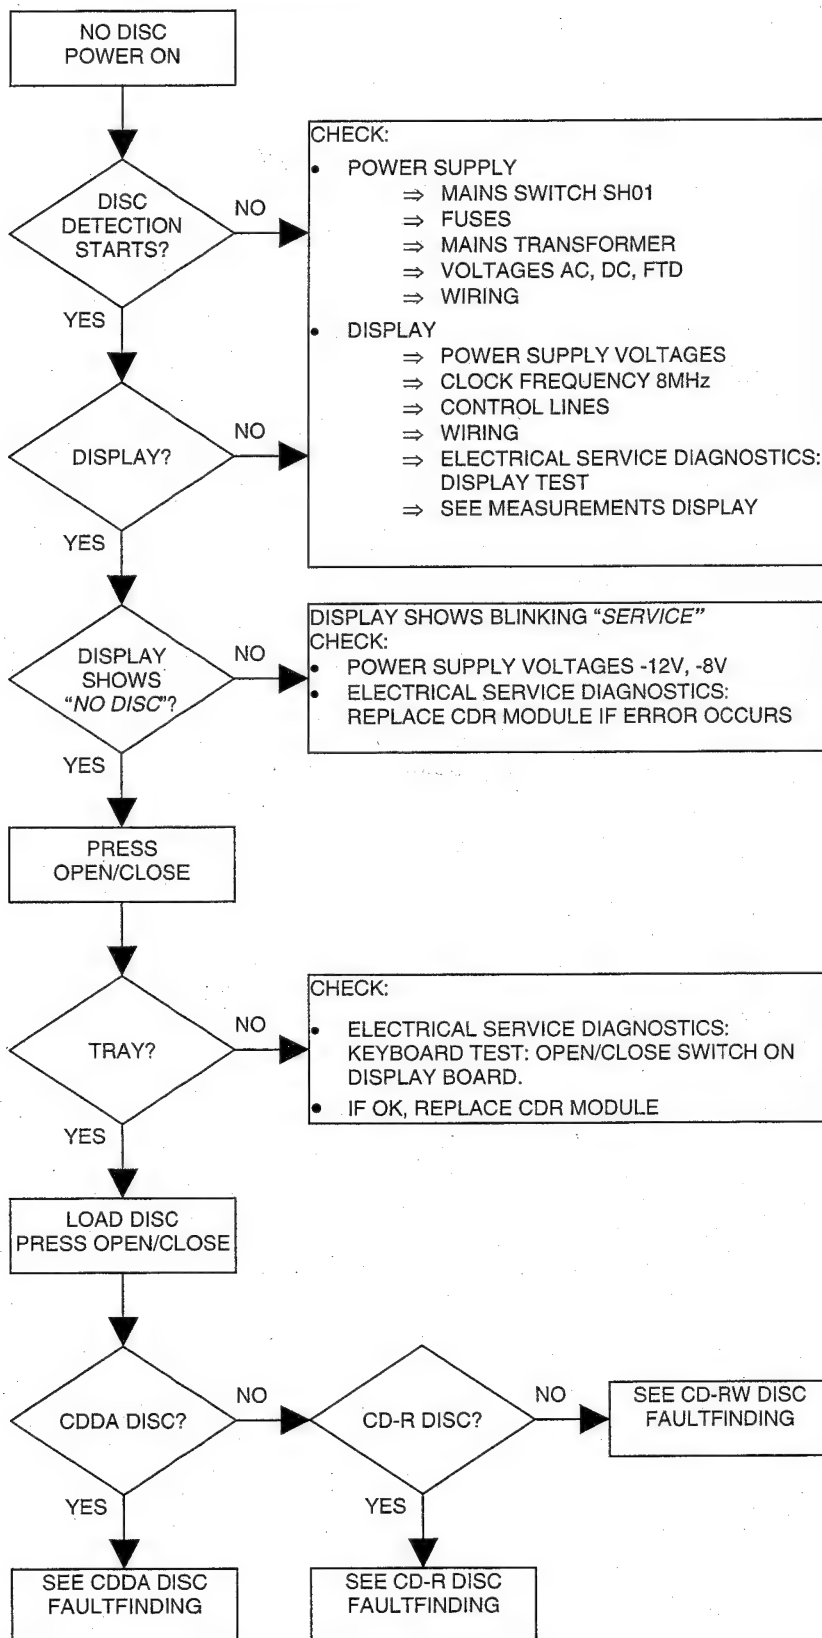 NO DISC
POWER ON
DISC
DETECTION
STARTS?
NO
YES
CHECK:
• POWER SUPPLY
⇒ MAINS SWITCH SH01
⇒ FUSES
⇒ MAINS TRANSFORMER
⇒ VOLTAGES AC, DC, FTD
⇒ WIRING
• DISPLAY
⇒ POWER SUPPLY VOLTAGES
⇒ CLOCK FREQUENCY 8MHz
⇒ CONTROL LINES
⇒ WIRING
⇒ ELECTRICAL SERVICE DIAGNOSTICS:
DISPLAY TEST
⇒ SEE MEASUREMENTS DISPLAY
DISPLAY?
NO
YES
DISPLAY
SHOWS
"NO DISC"?
NO
YES
DISPLAY SHOWS BLINKING "SERVICE"
CHECK:
• POWER SUPPLY VOLTAGES -12V, -8V
• ELECTRICAL SERVICE DIAGNOSTICS:
REPLACE CDR MODULE IF ERROR OCCURS
PRESS
OPEN/CLOSE
TRAY?
NO
YES
CHECK:
• ELECTRICAL SERVICE DIAGNOSTICS:
KEYBOARD TEST: OPEN/CLOSE SWITCH ON
DISPLAY BOARD.
• IF OK, REPLACE CDR MODULE
LOAD DISC
PRESS OPEN/CLOSE
CDDA DISC?
NO
YES
CD-R DISC?
NO
YES
SEE CD-RW DISC
FAULTFINDING
SEE CDDA DISC
FAULTFINDING
SEE CD-R DISC
FAULTFINDING